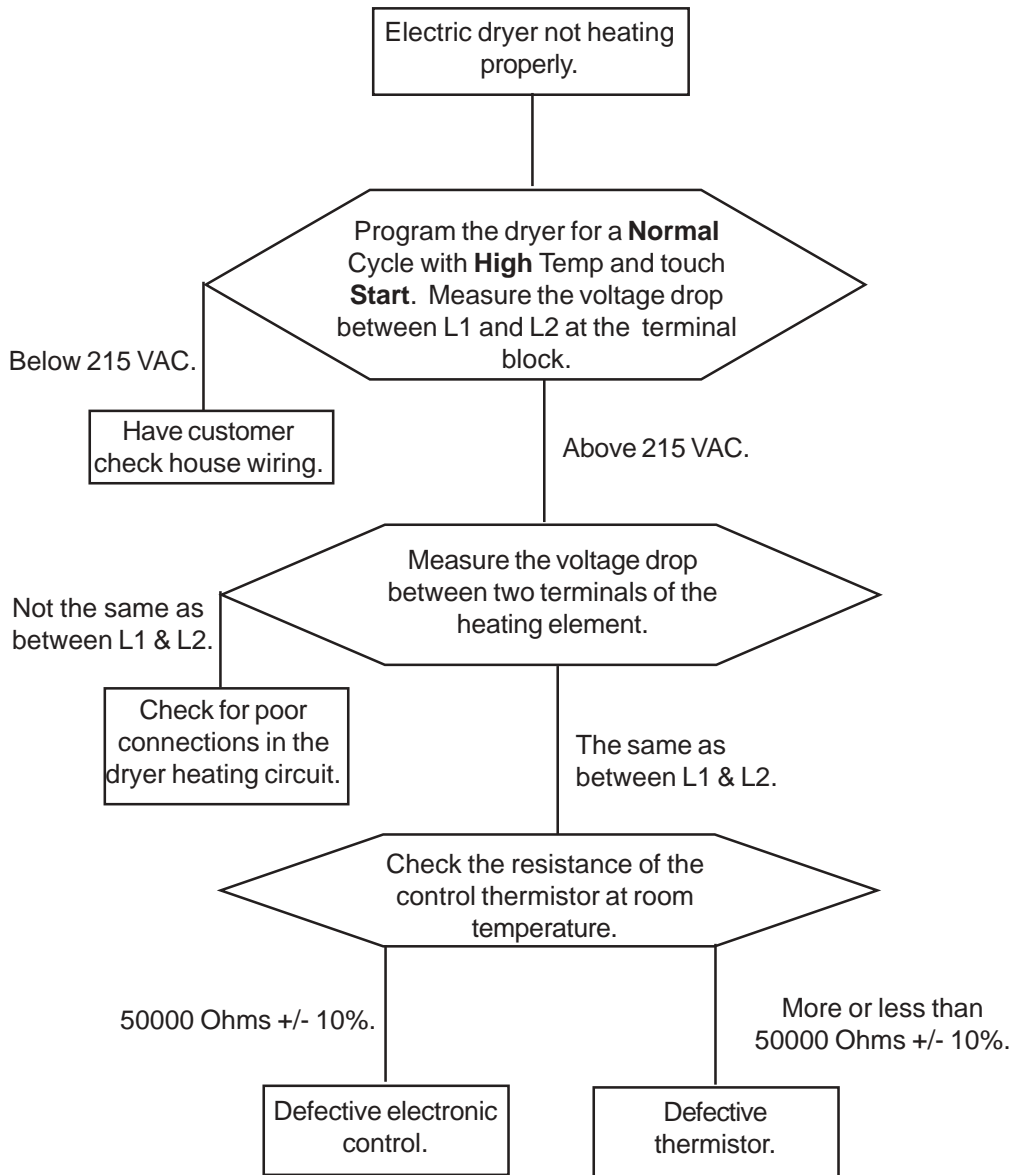 Electric dryer not heating
properly.
Program the dryer for a Normal
Cycle with High Temp and touch
Start. Measure the voltage drop
between L1 and L2 at the terminal
block.
Below 215 VAC.
Have customer
check house wiring.
Above 215 VAC.
Measure the voltage drop
between two terminals of the
heating element.
Not the same as
between L1 & L2.
Check for poor
connections in the
dryer heating circuit.
The same as
between L1 & L2.
Check the resistance of the
control thermistor at room
temperature.
50000 Ohms +/- 10%.
More or less than
50000 Ohms +/- 10%.
Defective electronic
control.
Defective
thermistor.